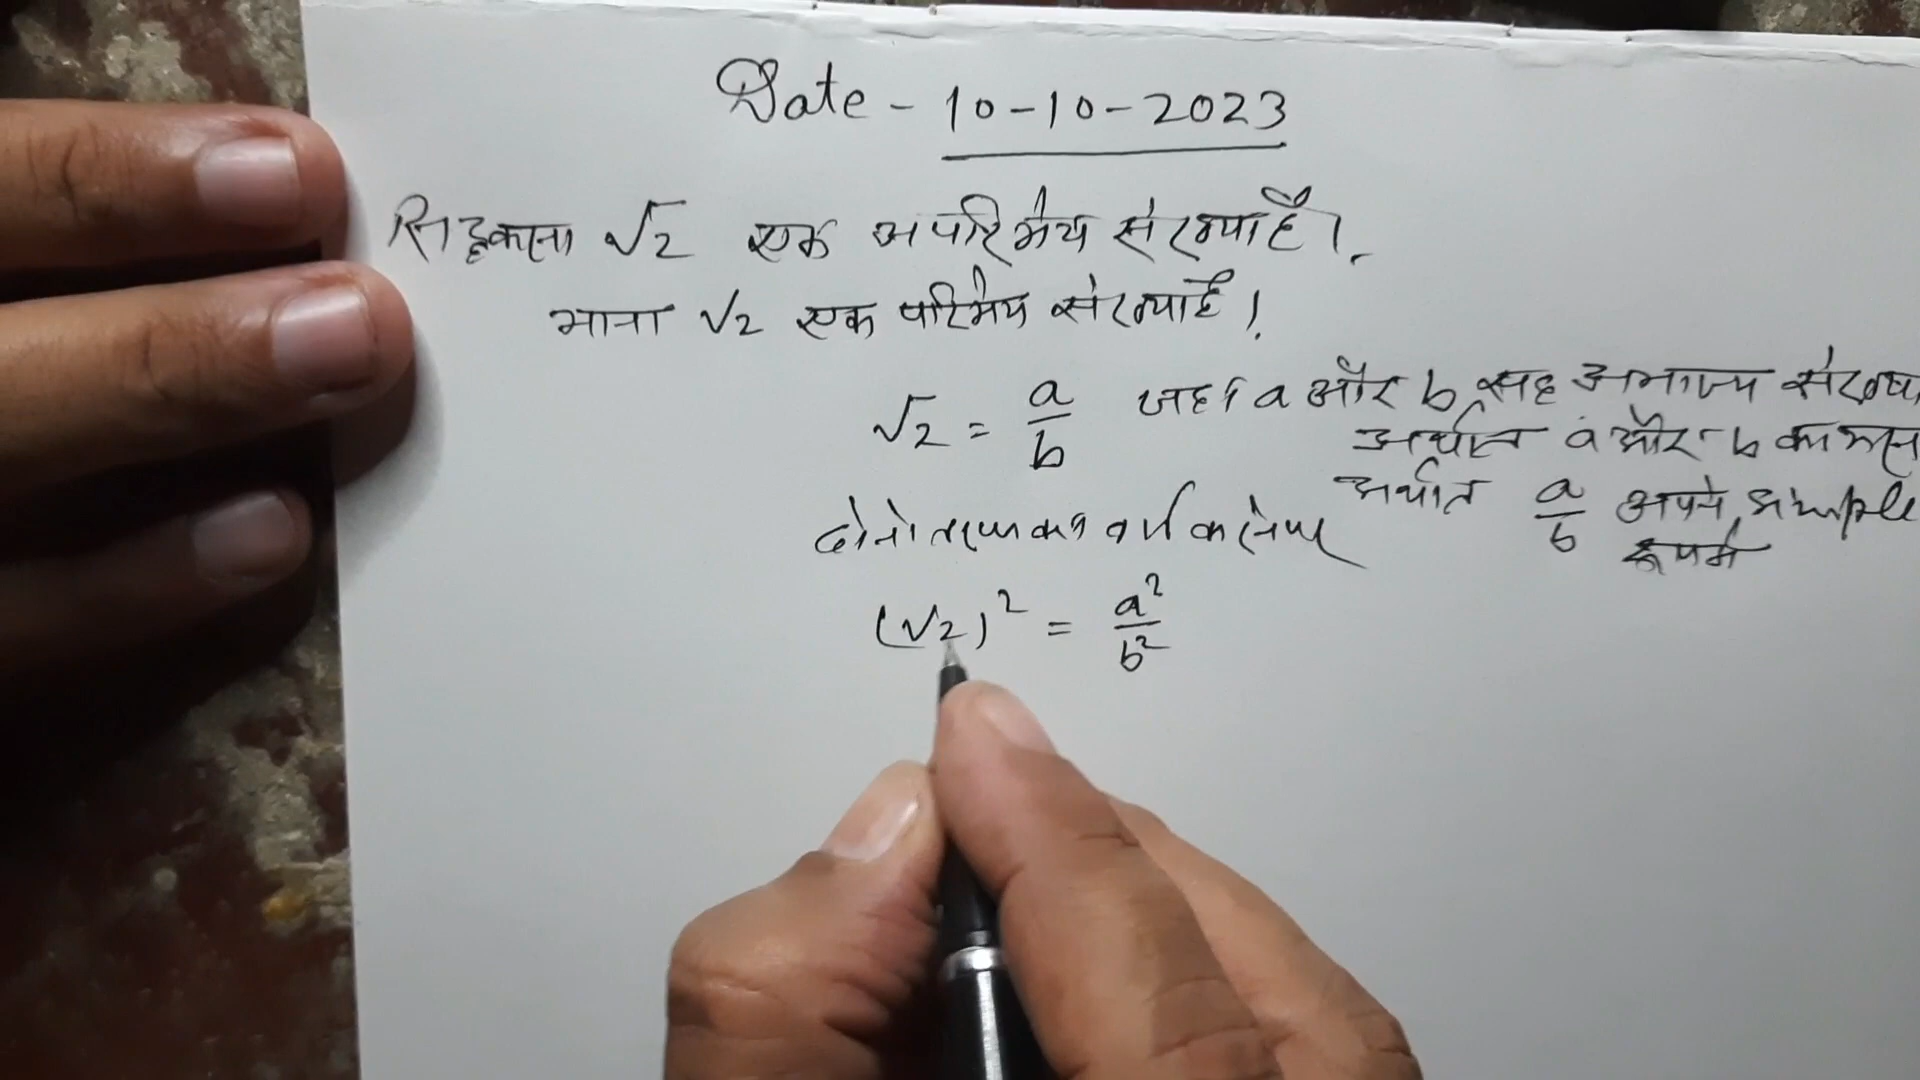 Date - 10-10-2023
सिद्ध करना √2 एक अपरिमेय संख्या है।
माना √2 एक परिमेय संख्या है।
√2 = a/b जहाँ a और b सह अभाज्य संख्या
अर्थात a और b का
अर्थात a/b अपने simple
रूप में
दोनो पक्ष का वर्ग करने पर
(√2)² = a²/b²